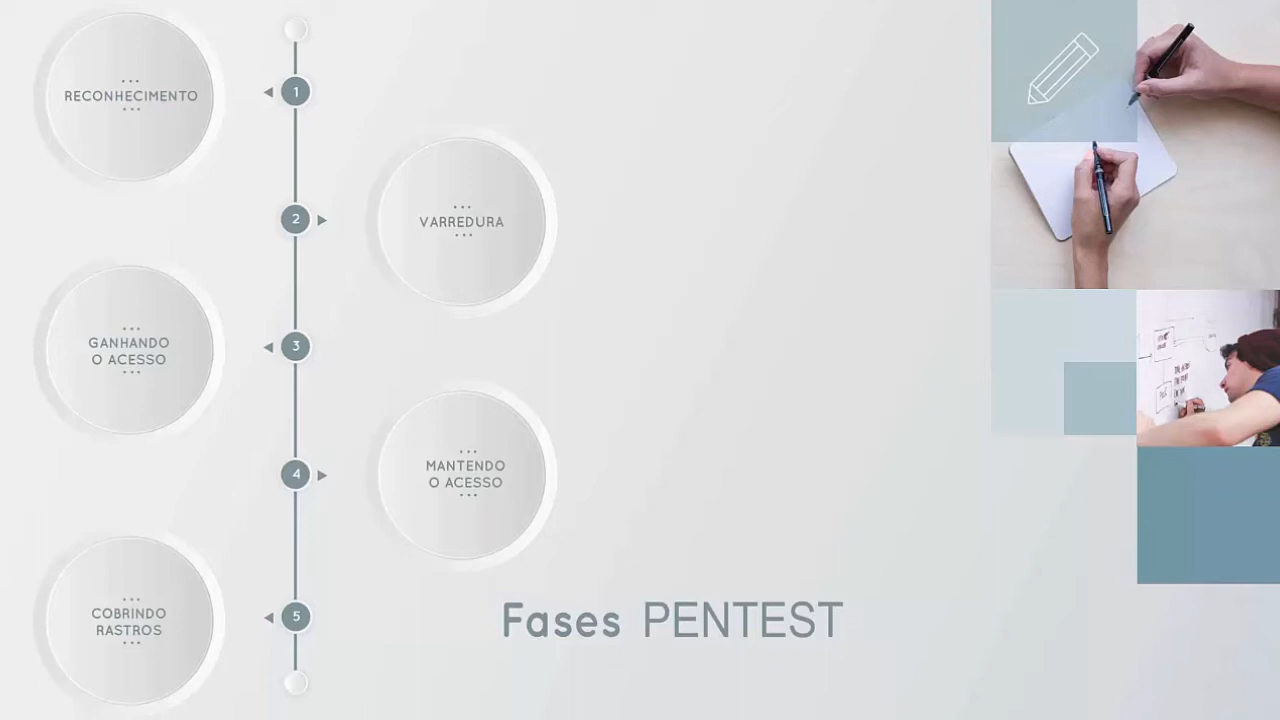 RECONHECIMENTO
1
2
VARREDURA
GANHANDO
O ACESSO
3
4
MANTENDO
O ACESSO
COBRINDO
RASTROS
5
Fases PENTEST